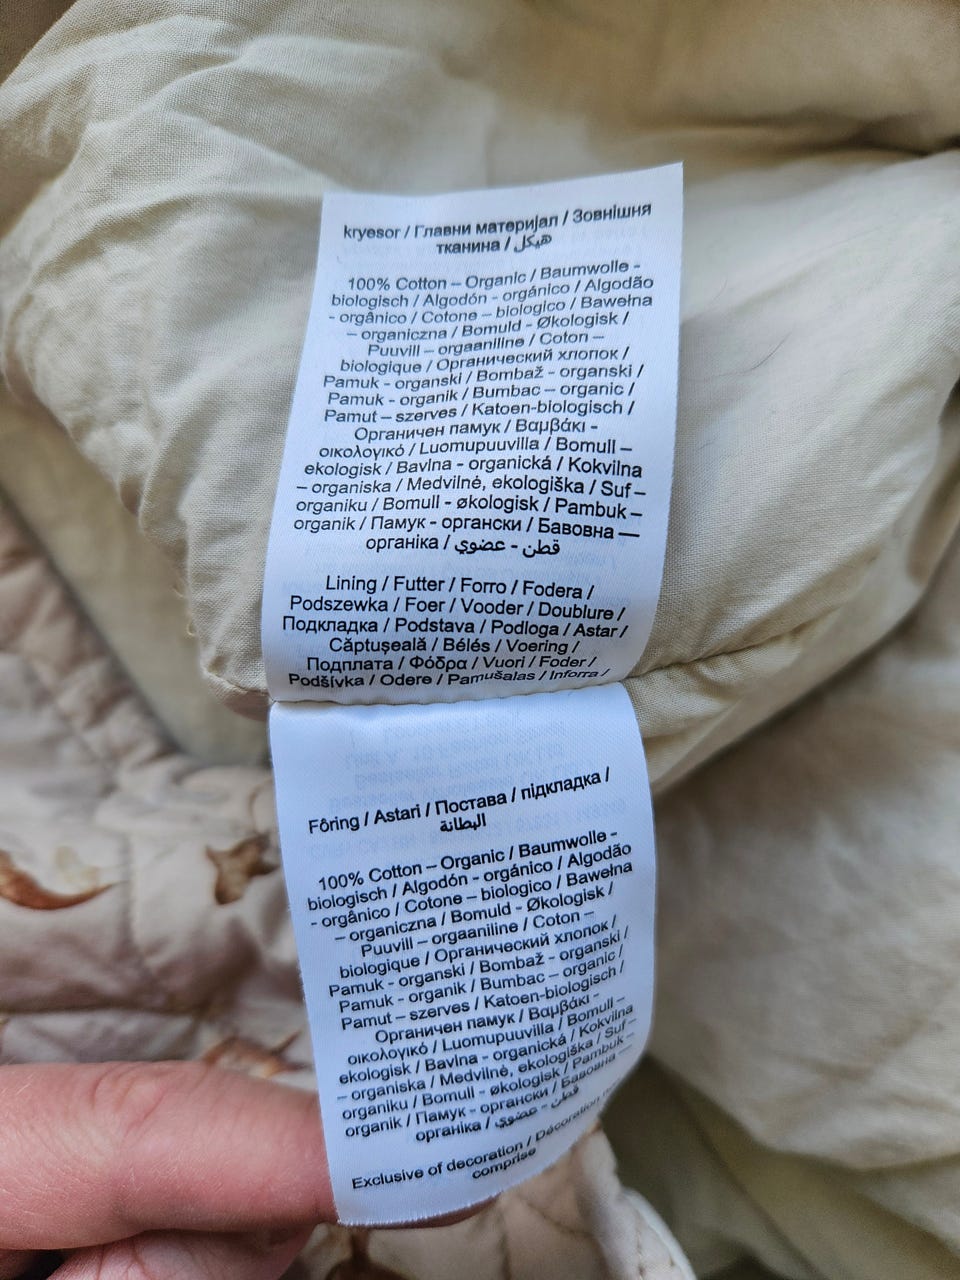 kryesor / Главни материјал / Зовнішня
тканина / هيكل
100% Cotton – Organic / Baumwolle -
biologisch / Algodón - orgánico / Algodão
- orgânico / Cotone – biologico / Bawełna
– organiczna / Bomuld - Økologisk /
Puuvill – orgaaniline / Coton –
biologique / Органический хлопок /
Pamuk - organski / Bombaž - organski /
Pamuk - organik / Bumbac – organic /
Pamut – szerves / Katoen-biologisch /
Органичен памук / Βαμβάκι -
οικολογικό / Luomupuuvilla / Bomull –
ekologisk / Bavlna - organická / Kokvilna
– organiska / Medvilnė, ekologiška / Suf –
organiku / Bomull - økologisk / Pambuk –
organik / Памук - органски / Бавовна —
органіка / قطن - عضوي
Lining / Futter / Forro / Fodera /
Podszewka / Foer / Vooder / Doublure /
Подкладка / Podstava / Podloga / Astar /
Căptușeală / Bélés / Voering /
Подплата / Φόδρα / Vuori / Foder /
Podšívka / Odere / Pamušalas / Inforra /
Fôring / Astari / Постава / підкладка /
البطانة
100% Cotton – Organic / Baumwolle -
biologisch / Algodón - orgánico / Algodão
- orgânico / Cotone – biologico / Bawełna
– organiczna / Bomuld - Økologisk /
Puuvill – orgaaniline / Coton –
biologique / Органический хлопок /
Pamuk - organski / Bombaž - organski /
Pamuk - organik / Bumbac – organic /
Pamut – szerves / Katoen-biologisch /
Органичен памук / Βαμβάκι -
οικολογικό / Luomupuuvilla / Bomull –
ekologisk / Bavlna - organická / Kokvilna
– organiska / Medvilnė, ekologiška / Suf –
organiku / Bomull - økologisk / Pambuk –
organik / Памук - органски / Бавовна —
органіка / قطن - عضوي
Exclusive of decoration / Décoration
comprise